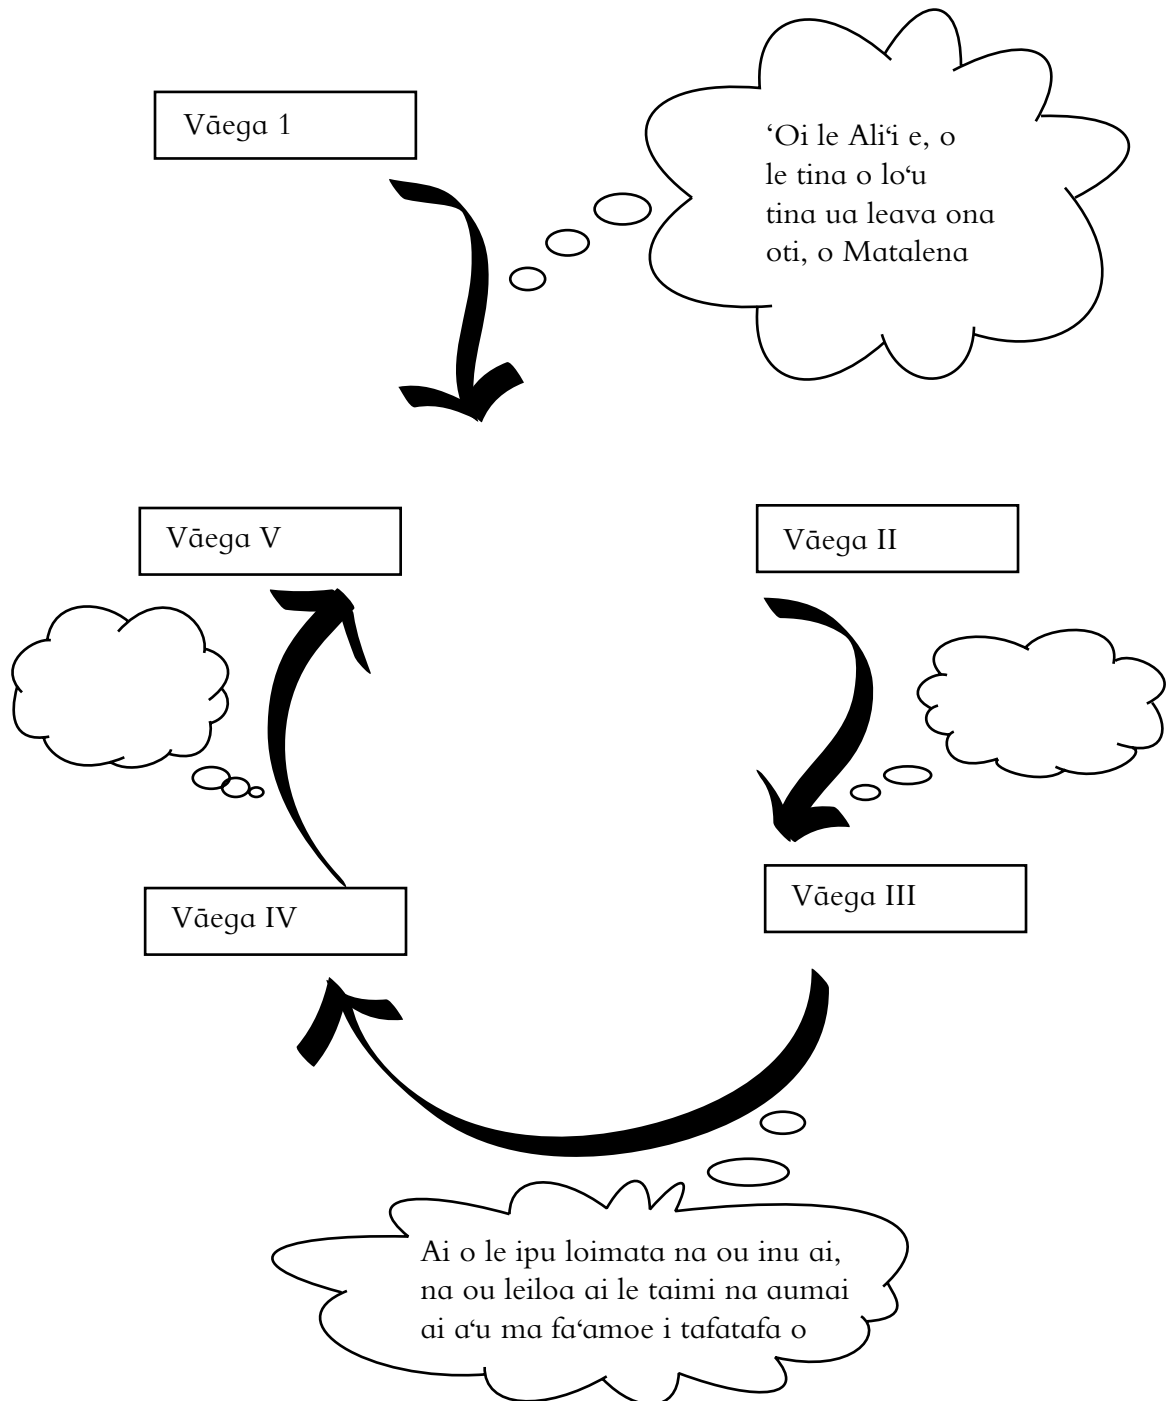 Vāega 1
‘Oi le Ali‘i e, o
le tina o lo‘u
tina ua leava ona
oti, o Matalena
Vāega V
Vāega II
Vāega IV
Vāega III
Ai o le ipu loimata na ou inu ai,
na ou leiloa ai le taimi na aumai
ai a‘u ma fa‘amoe i tafatafa o